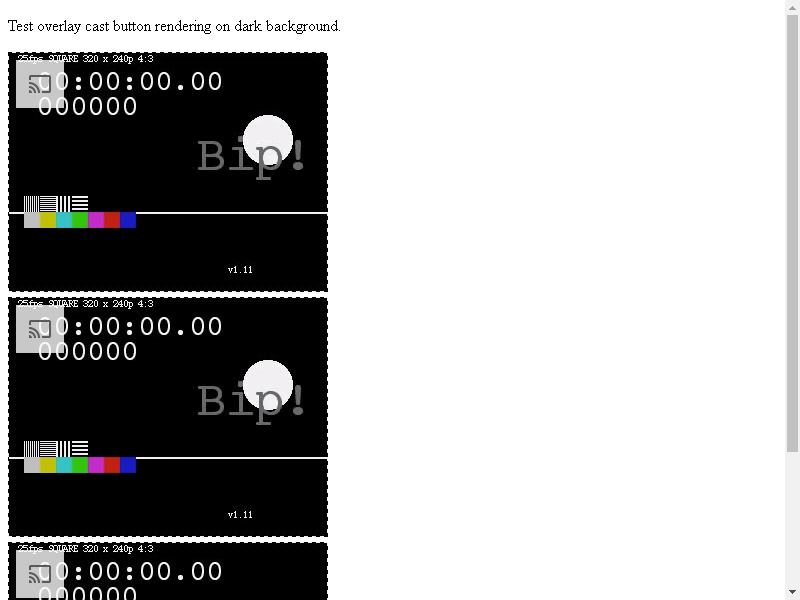 Test overlay cast button rendering on dark background.
25fps SQUARE 320 x 240p 4:3
00:00:00.00
000000
Bip!
v1.11
25fps SQUARE 320 x 240p 4:3
00:00:00.00
000000
Bip!
v1.11
25fps SQUARE 320 x 240p 4:3
00:00:00.00
000000